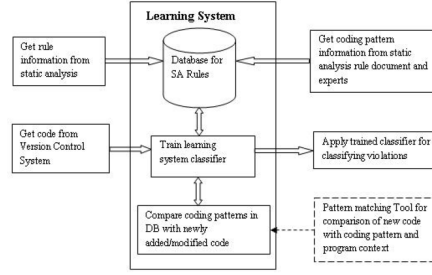 Learning System
Get rule
information from
static analysis
Database for
SA Rules
Get coding pattern
information from static
analysis rule document and
experts
Get code from
Version Control
System
Train learning
system classifier
Apply trained classifier for
classifying violations
Compare coding patterns in
DB with newly
added/modified code
Pattern matching Tool for
comparison of new code
with coding pattern and
program context